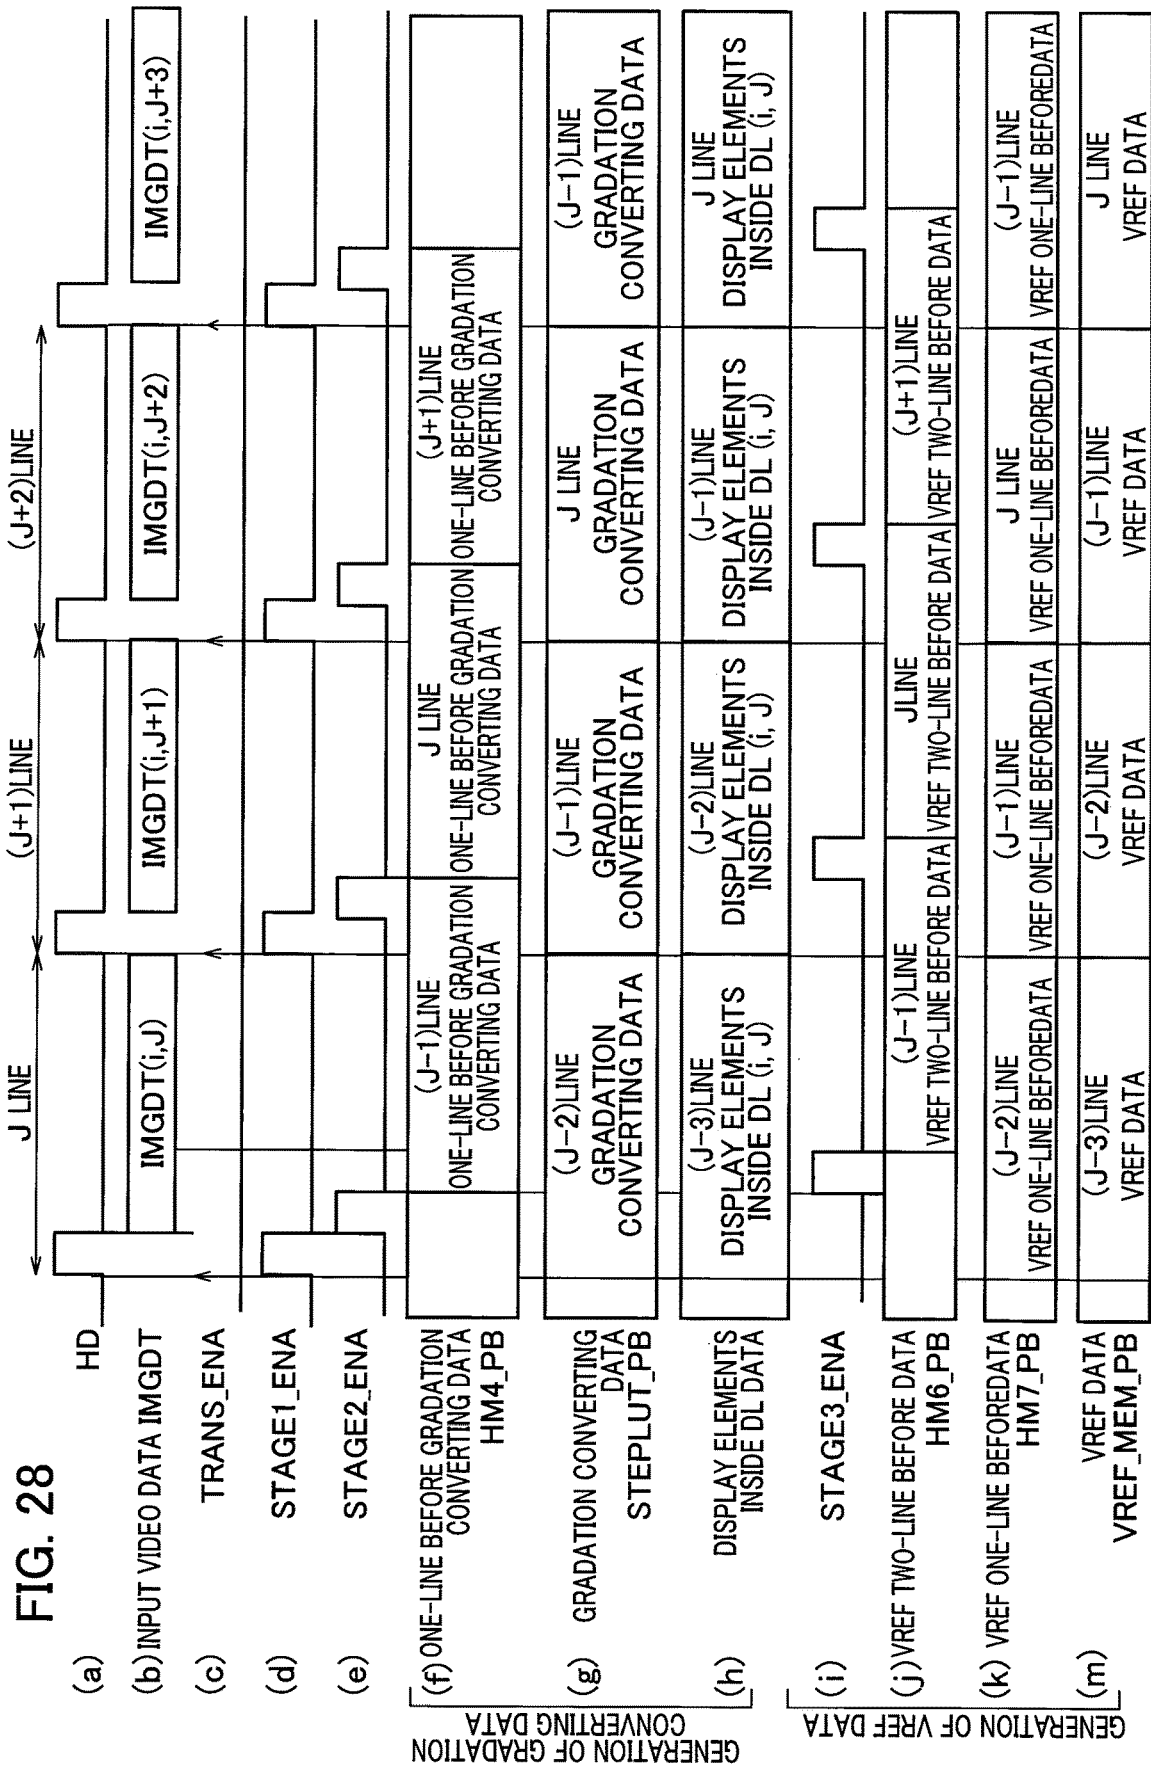 FIG. 28
J LINE
(J+1)LINE
(J+2)LINE
(a) HD
(b) INPUT VIDEO DATA IMGDT
IMGDT(i,J)
IMGDT(i,J+1)
IMGDT(i,J+2)
IMGDT(i,J+3)
(c) TRANS_ENA
(d) STAGE1_ENA
(e) STAGE2_ENA
GENERATION OF GRADATION
CONVERTING DATA
(f) ONE-LINE BEFORE GRADATION
CONVERTING DATA
HM4_PB
(J-1)LINE
ONE-LINE BEFORE GRADATION
CONVERTING DATA
J LINE
ONE-LINE BEFORE GRADATION
CONVERTING DATA
(J+1)LINE
ONE-LINE BEFORE GRADATION
CONVERTING DATA
(g) GRADATION CONVERTING
DATA
STEPLUT_PB
(J-2)LINE
GRADATION
CONVERTING DATA
(J-1)LINE
GRADATION
CONVERTING DATA
J LINE
GRADATION
CONVERTING DATA
(J-1)LINE
GRADATION
CONVERTING DATA
(h) DISPLAY ELEMENTS
INSIDE DL DATA
(J-3)LINE
DISPLAY ELEMENTS
INSIDE DL (i, J)
(J-2)LINE
DISPLAY ELEMENTS
INSIDE DL (i, J)
(J-1)LINE
DISPLAY ELEMENTS
INSIDE DL (i, J)
J LINE
DISPLAY ELEMENTS
INSIDE DL (i, J)
GENERATION OF VREF DATA
(i) STAGE3_ENA
(j) VREF TWO-LINE BEFORE DATA
HM6_PB
(J-1)LINE
VREF TWO-LINE BEFORE DATA
JLINE
VREF TWO-LINE BEFORE DATA
(J+1)LINE
VREF TWO-LINE BEFORE DATA
(k) VREF ONE-LINE BEFOREDATA
HM7_PB
(J-2)LINE
VREF ONE-LINE BEFOREDATA
(J-1)LINE
VREF ONE-LINE BEFOREDATA
J LINE
VREF ONE-LINE BEFOREDATA
(J-1)LINE
VREF ONE-LINE BEFOREDATA
(m) VREF DATA
VREF_MEM_PB
(J-3)LINE
VREF DATA
(J-2)LINE
VREF DATA
(J-1)LINE
VREF DATA
J LINE
VREF DATA